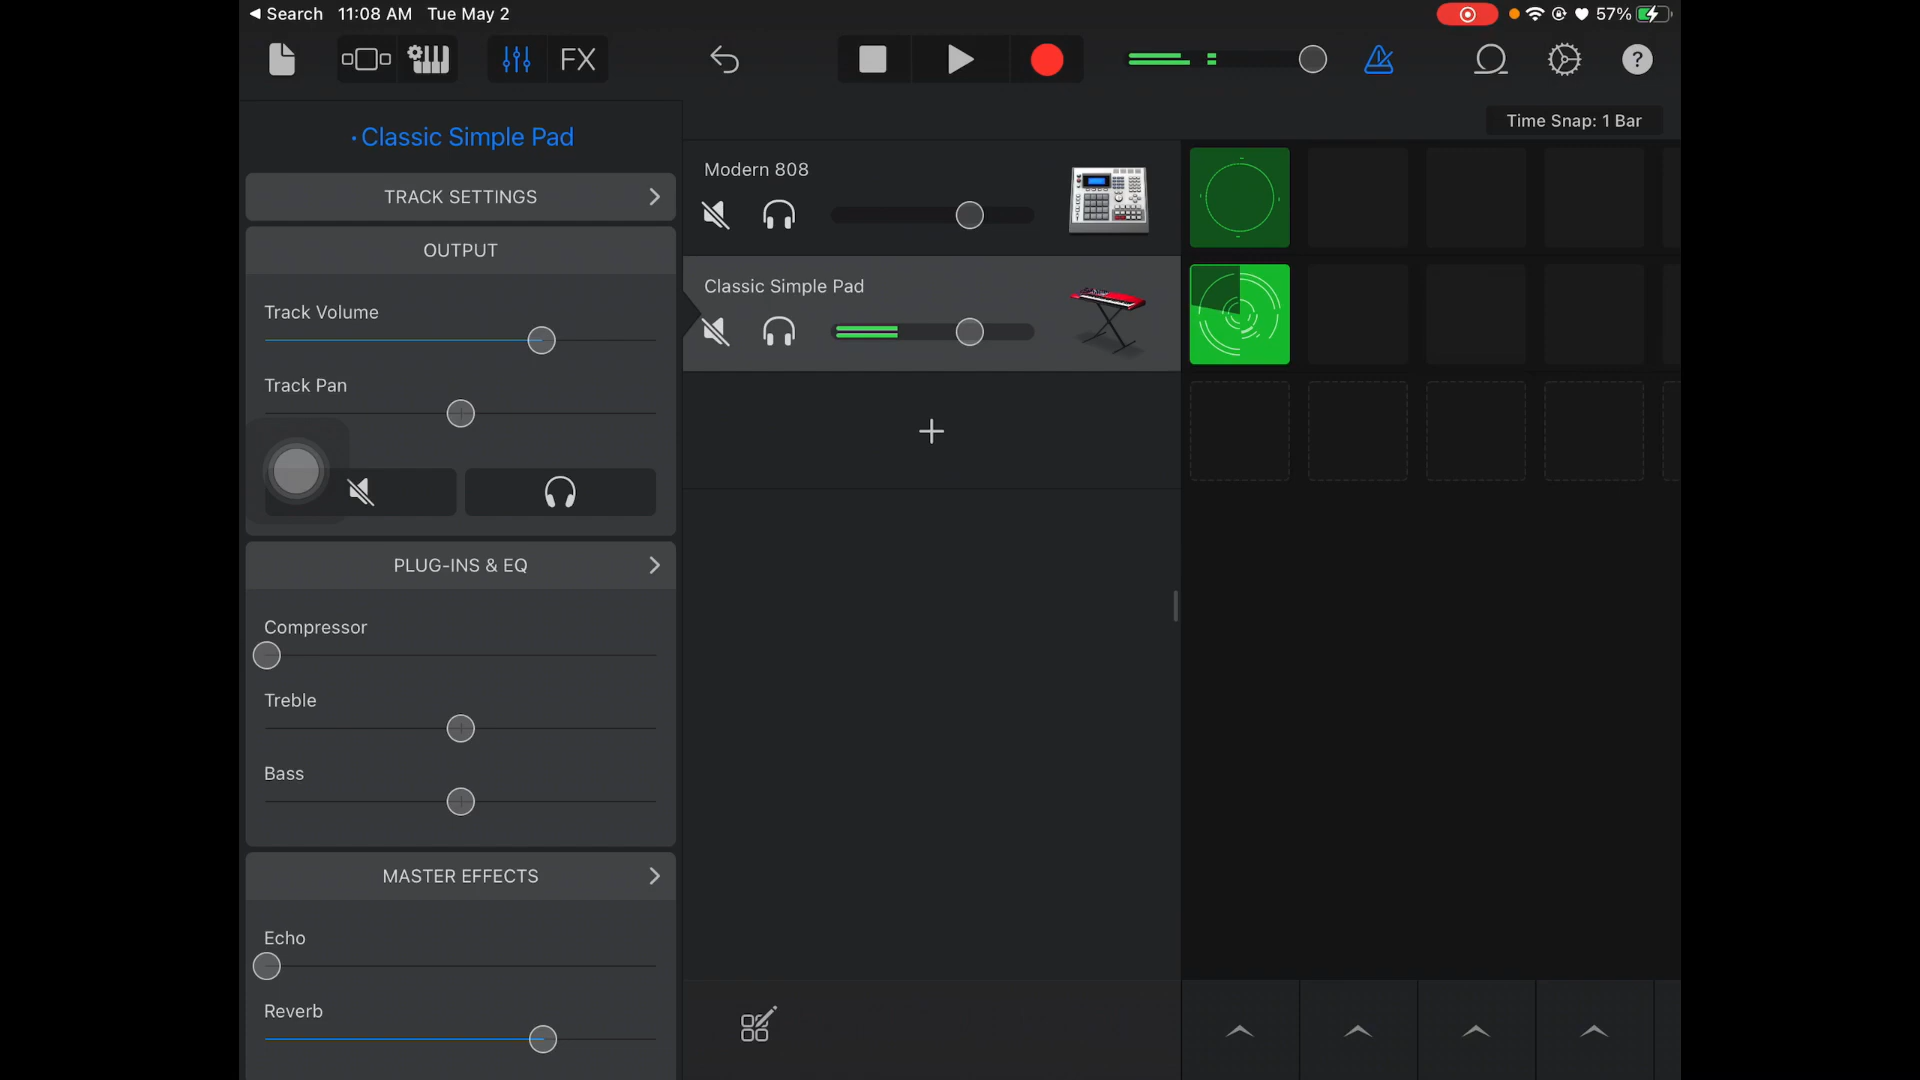 Search 11:08 AM Tue May 2
57%
FX
?
Time Snap: 1 Bar
Classic Simple Pad
TRACK SETTINGS
OUTPUT
Track Volume
Track Pan
PLUG-INS & EQ
Compressor
Treble
Bass
MASTER EFFECTS
Echo
Reverb
Modern 808
Classic Simple Pad